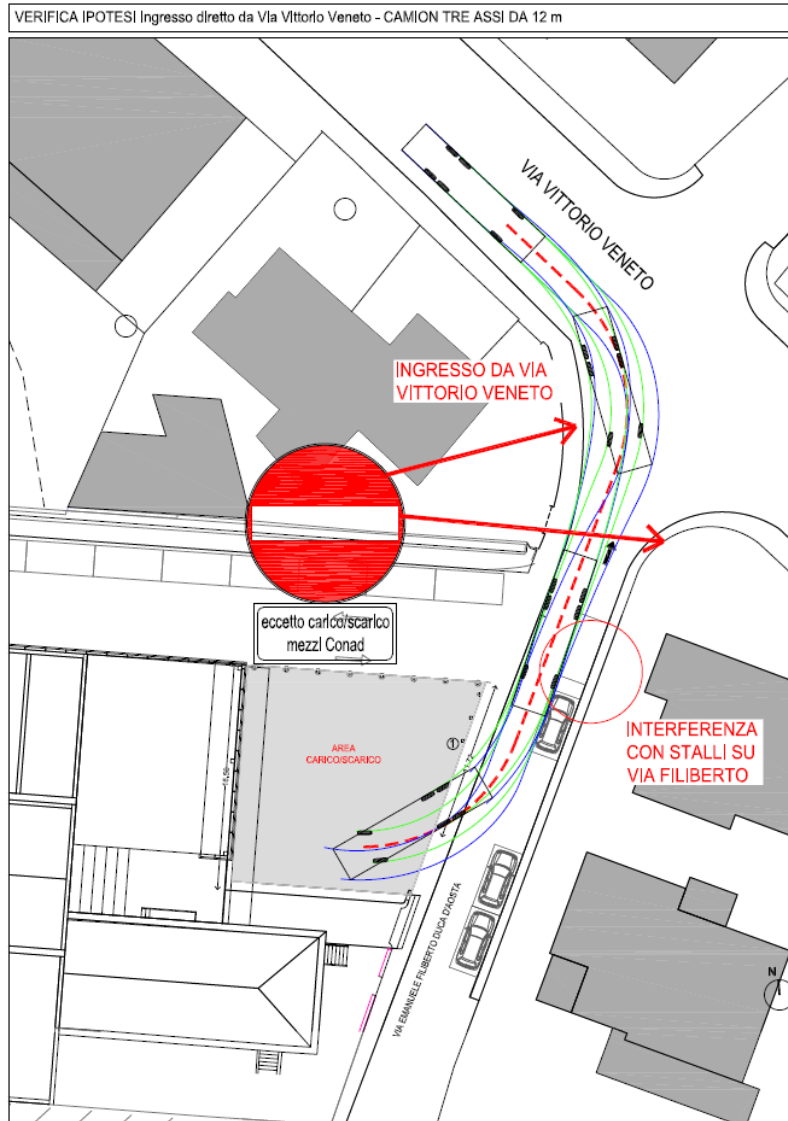 VERIFICA IPOTESI Ingresso diretto da Via Vittorio Veneto - CAMION TRE ASSI DA 12 m
VIA VITTORIO VENETO
INGRESSO DA VIA
VITTORIO VENETO
eccetto carico/scarico
mezzi Conad
AREA
CARICO/SCARICO
1
INTERFERENZA
CON STALLI SU
VIA FILIBERTO
VIA EMANUELE FILIBERTO DUCA D'AOSTA
N